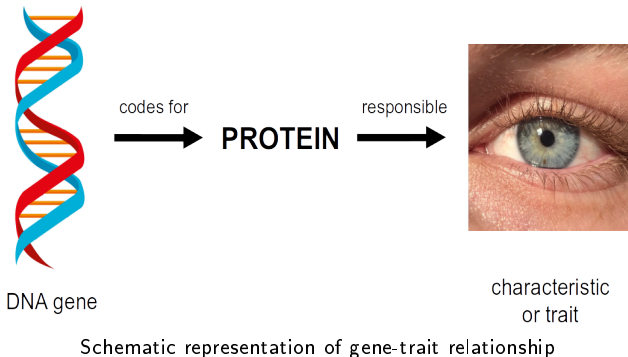 codes for
responsible
PROTEIN
DNA gene
characteristic
or trait
Schematic representation of gene-trait relationship